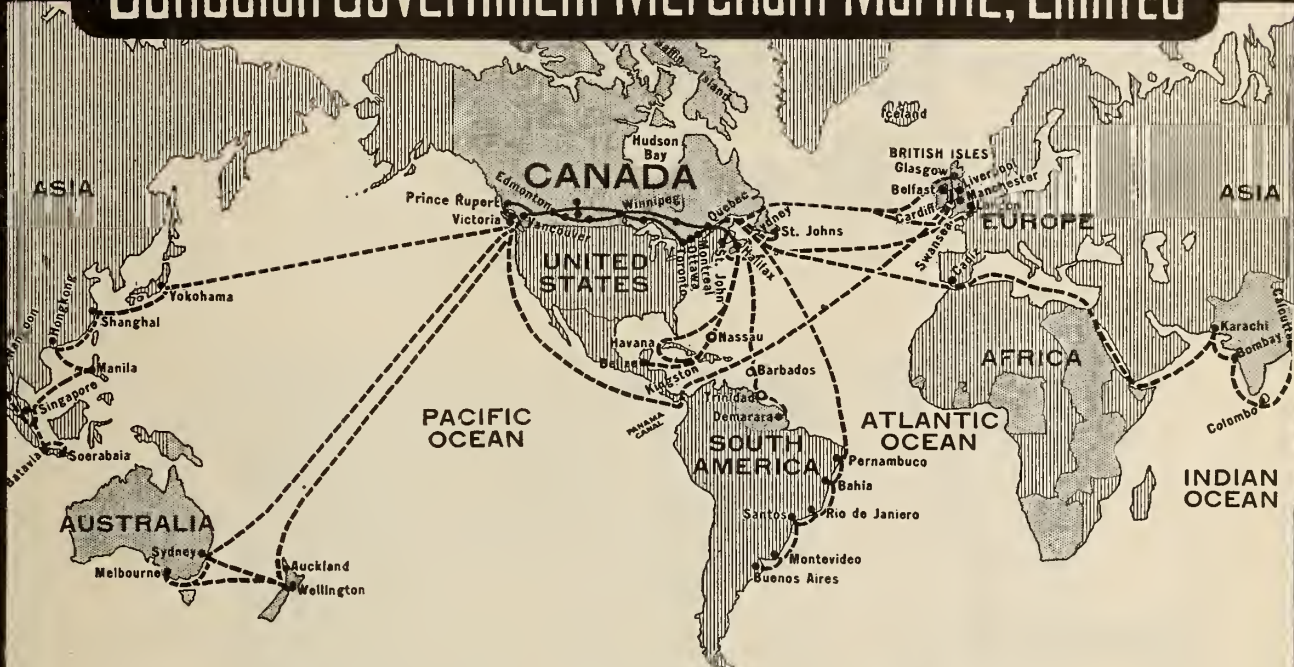 Canadian Government Merchant Marine, Limited
Baffin Island
Iceland
Hudson
Bay
BRITISH ISLES
Glasgow
Liverpool
Belfast
Manchester
London
Cardiff
Swansea
EUROPE
ASIA
CANADA
ASIA
Prince Rupert
Edmonton
Winnipeg
Quebec
Victoria
Vancouver
Sydney
St. Johns
Halifax
St. John
Montreal
Ottawa
Toronto
UNITED
STATES
Cadiz
Hongkong
Yokohama
Shanghai
Manila
Singapore
Batavia
Soerabaia
Havana
Nassau
Belize
Kingston
Barbados
Trinidad
Demarara
PANAMA
CANAL
AFRICA
Karachi
Bombay
Calcutta
Colombo
PACIFIC
OCEAN
ATLANTIC
OCEAN
SOUTH
AMERICA
Pernambuco
Bahia
Santos
Rio de Janiero
Montevideo
Buenos Aires
INDIAN
OCEAN
AUSTRALIA
Sydney
Melbourne
Auckland
Wellington